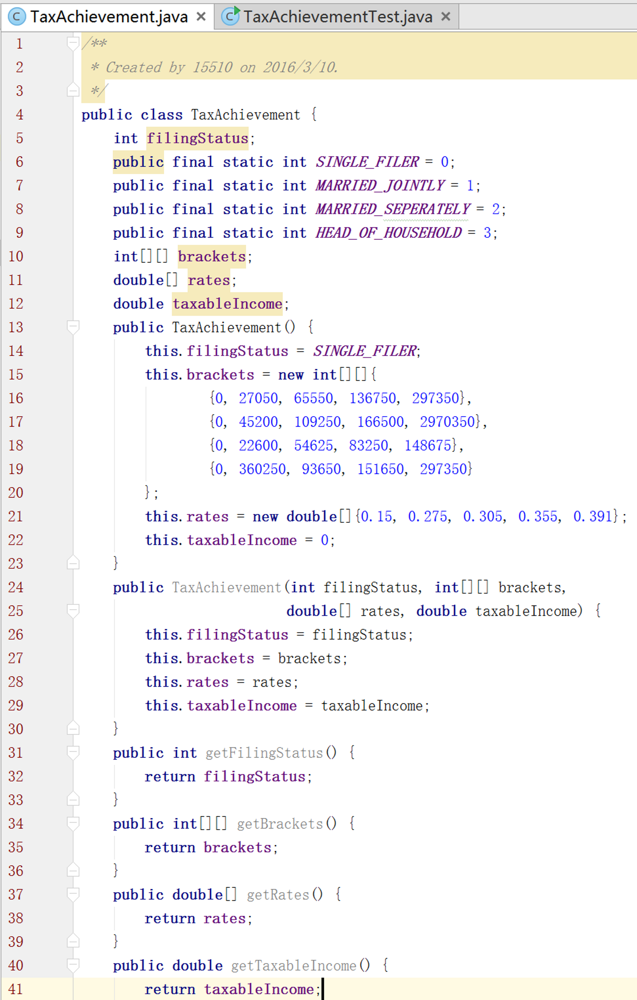 TaxAchievement.java × TaxAchievementTest.java ×
1 /**
2  * Created by 15510 on 2016/3/10.
3  */
4 public class TaxAchievement {
5     int filingStatus;
6     public final static int SINGLE_FILER = 0;
7     public final static int MARRIED_JOINTLY = 1;
8     public final static int MARRIED_SEPERATELY = 2;
9     public final static int HEAD_OF_HOUSEHOLD = 3;
10     int[][] brackets;
11     double[] rates;
12     double taxableIncome;
13     public TaxAchievement() {
14         this.filingStatus = SINGLE_FILER;
15         this.brackets = new int[][]{
16                 {0, 27050, 65550, 136750, 297350},
17                 {0, 45200, 109250, 166500, 2970350},
18                 {0, 22600, 54625, 83250, 148675},
19                 {0, 360250, 93650, 151650, 297350}
20         };
21         this.rates = new double[]{0.15, 0.275, 0.305, 0.355, 0.391};
22         this.taxableIncome = 0;
23     }
24     public TaxAchievement(int filingStatus, int[][] brackets,
25                           double[] rates, double taxableIncome) {
26         this.filingStatus = filingStatus;
27         this.brackets = brackets;
28         this.rates = rates;
29         this.taxableIncome = taxableIncome;
30     }
31     public int getFilingStatus() {
32         return filingStatus;
33     }
34     public int[][] getBrackets() {
35         return brackets;
36     }
37     public double[] getRates() {
38         return rates;
39     }
40     public double getTaxableIncome() {
41         return taxableIncome;